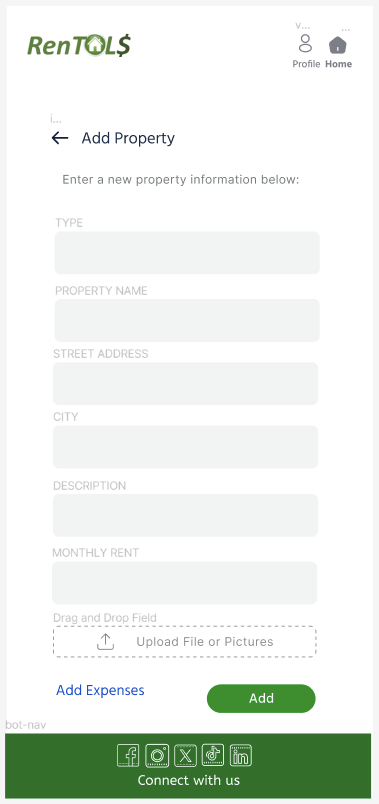 v...
...
RenTOL$
Profile Home
i...
Add Property
Enter a new property information below:
TYPE
PROPERTY NAME
STREET ADDRESS
CITY
DESCRIPTION
MONTHLY RENT
Drag and Drop Field
Upload File or Pictures
Add Expenses
Add
bot-nav
Connect with us